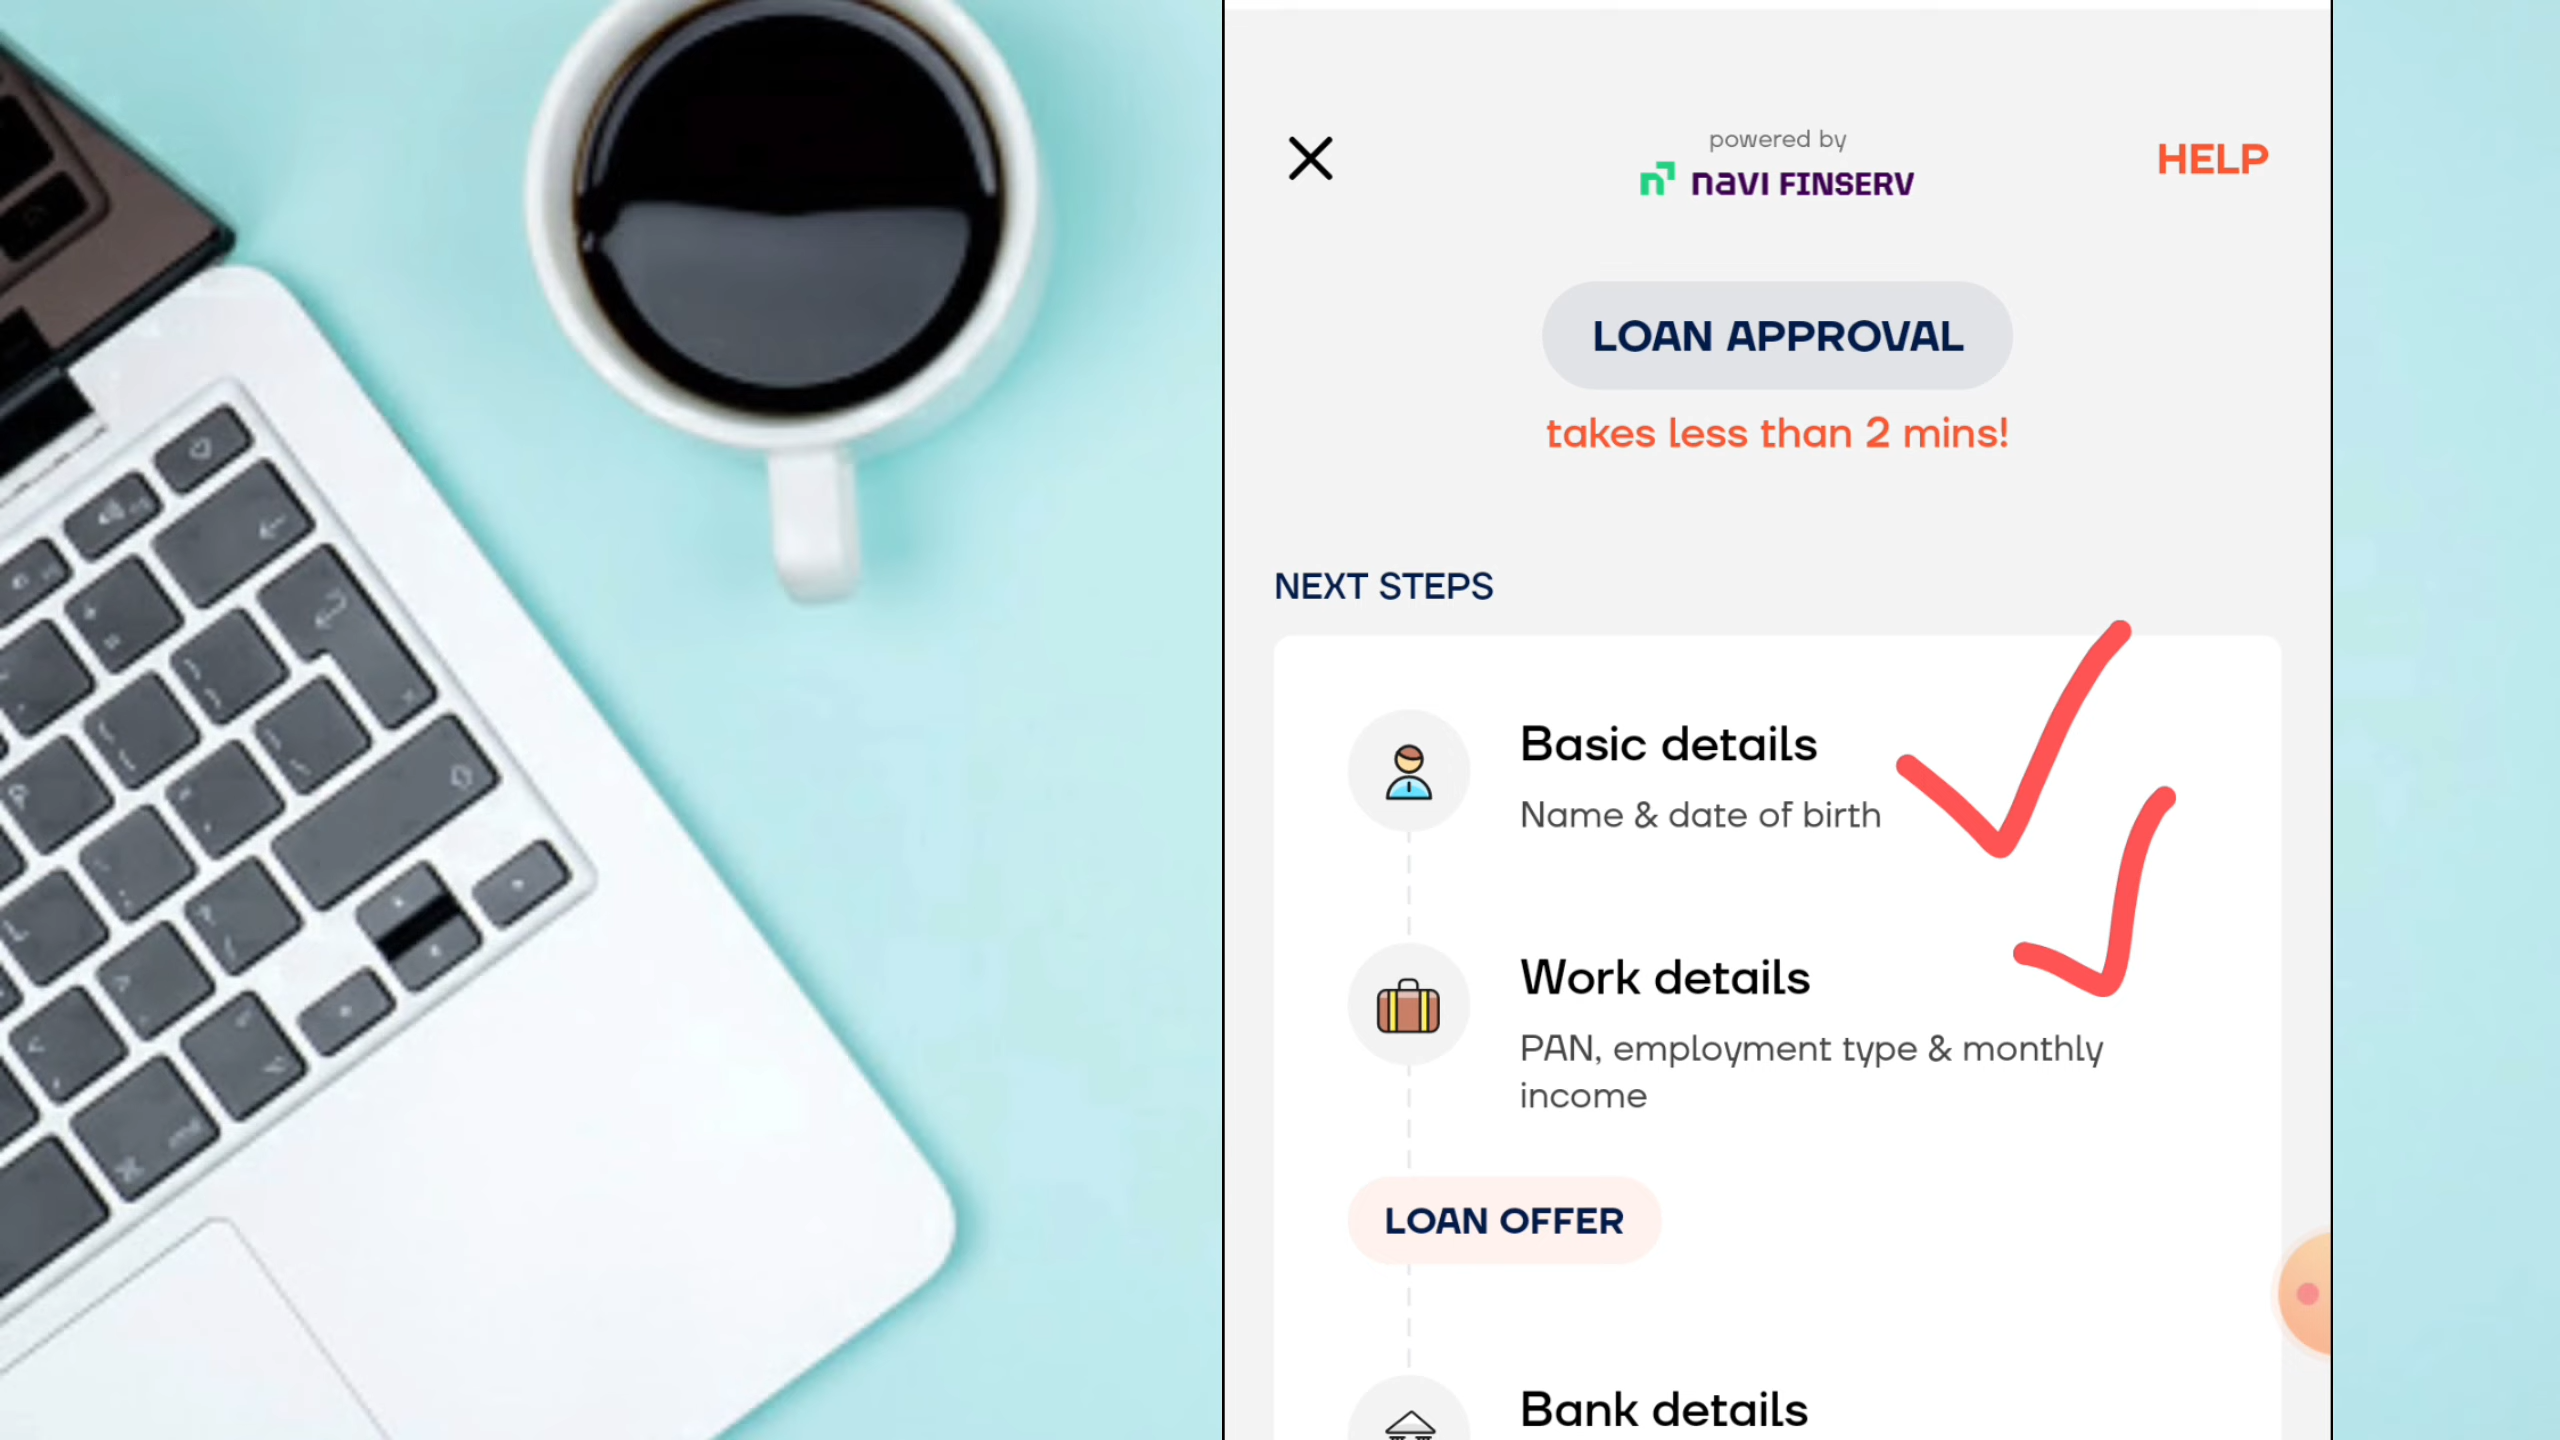 powered by
navi FINSERV
HELP
LOAN APPROVAL
takes less than 2 mins!
NEXT STEPS
Basic details
Name & date of birth
Work details
PAN, employment type & monthly
income
LOAN OFFER
Bank details